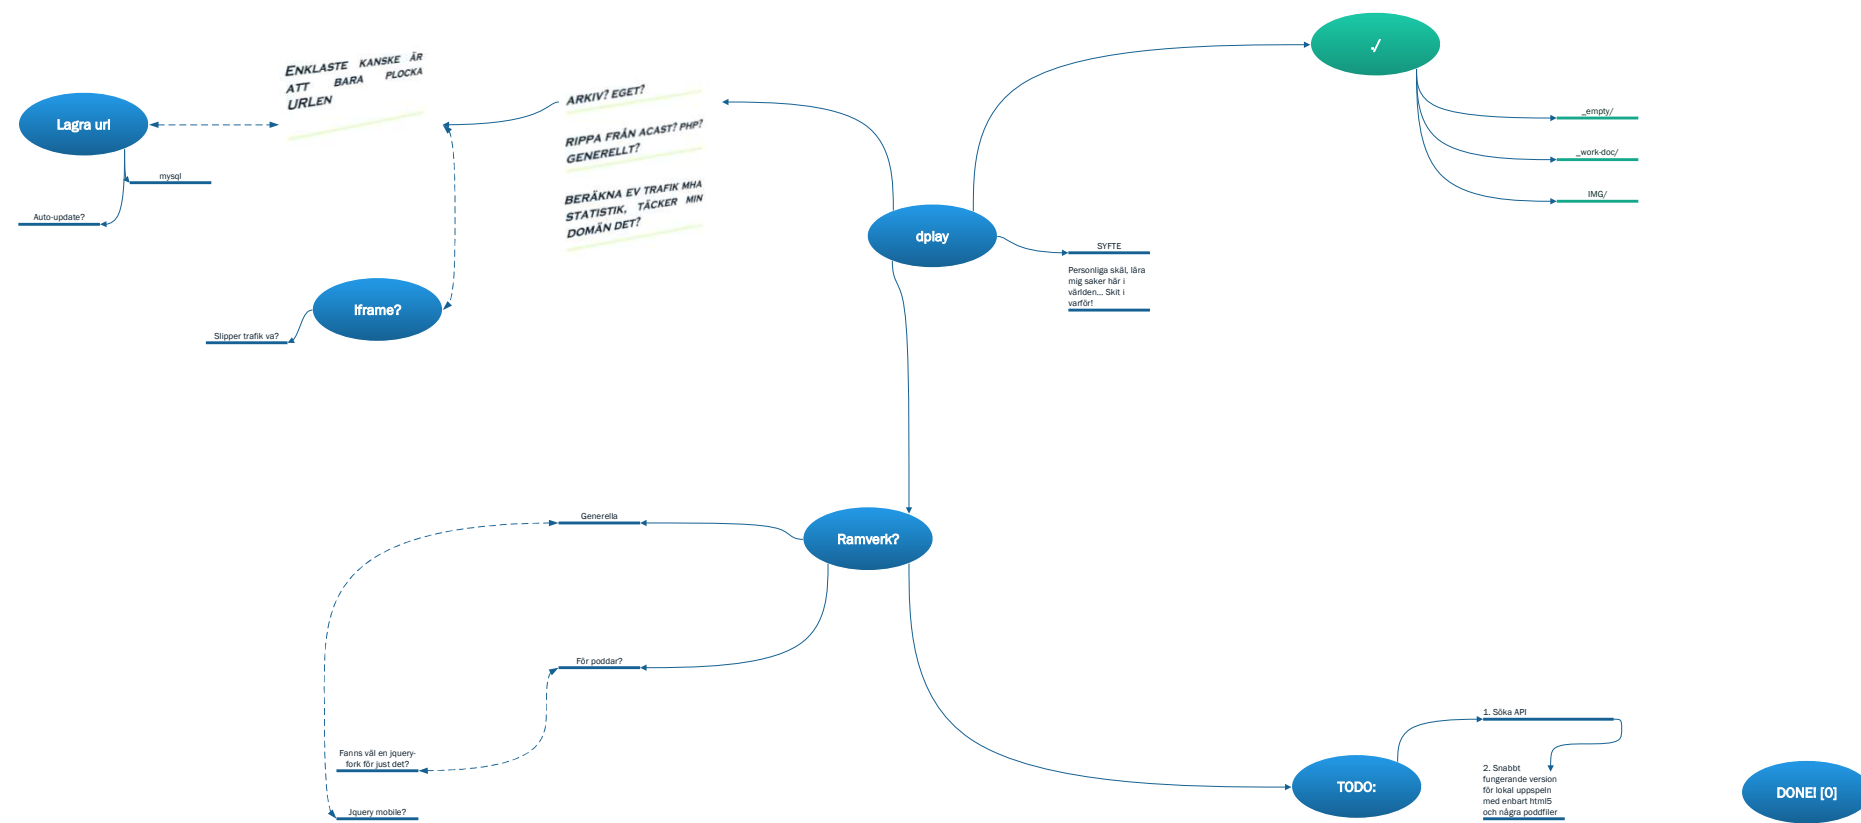 ./
_empty/
_work-doc/
IMG/
Enklaste kanske är
att bara plocka
URLen
Lagra url
mysql
Auto-update?
Arkiv? Eget?
Rippa från acast? php?
Generellt?
Beräkna ev trafik mha
statistik, täcker min
domän det?
dplay
SYFTE
Personliga skäl, lära
mig saker här i
världen... Skit i
varför!
Iframe?
Slipper trafik va?
Ramverk?
Generella
För poddar?
Fanns väl en jquery-
fork för just det?
Jquery mobile?
TODO:
1. Söka API
2. Snabbt
fungerande version
för lokal uppspeln
med enbart html5
och några poddfiler
DONE! [0]